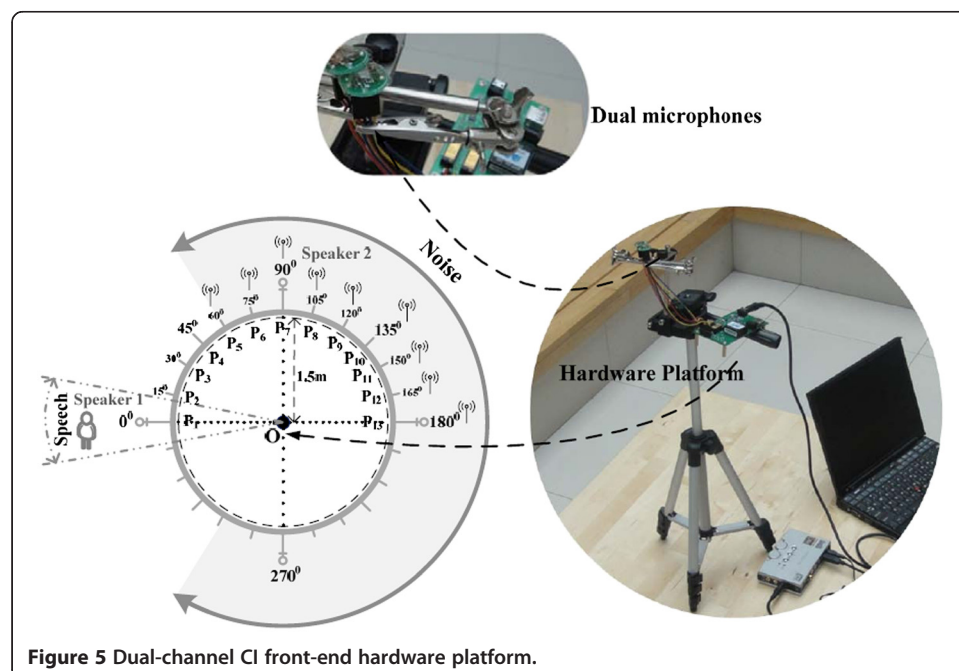 Dual microphones
Noise
Speaker 2
90⁰
75⁰
105⁰
60⁰
120⁰
45⁰
135⁰
30⁰
150⁰
15⁰
165⁰
P₁
P₂
P₃
P₄
P₅
P₆
P₇
P₈
P₉
P₁₀
P₁₁
P₁₂
P₁₃
1.5m
Hardware Platform
Speech
Speaker 1
0⁰
180⁰
O
270⁰
Figure 5 Dual-channel CI front-end hardware platform.